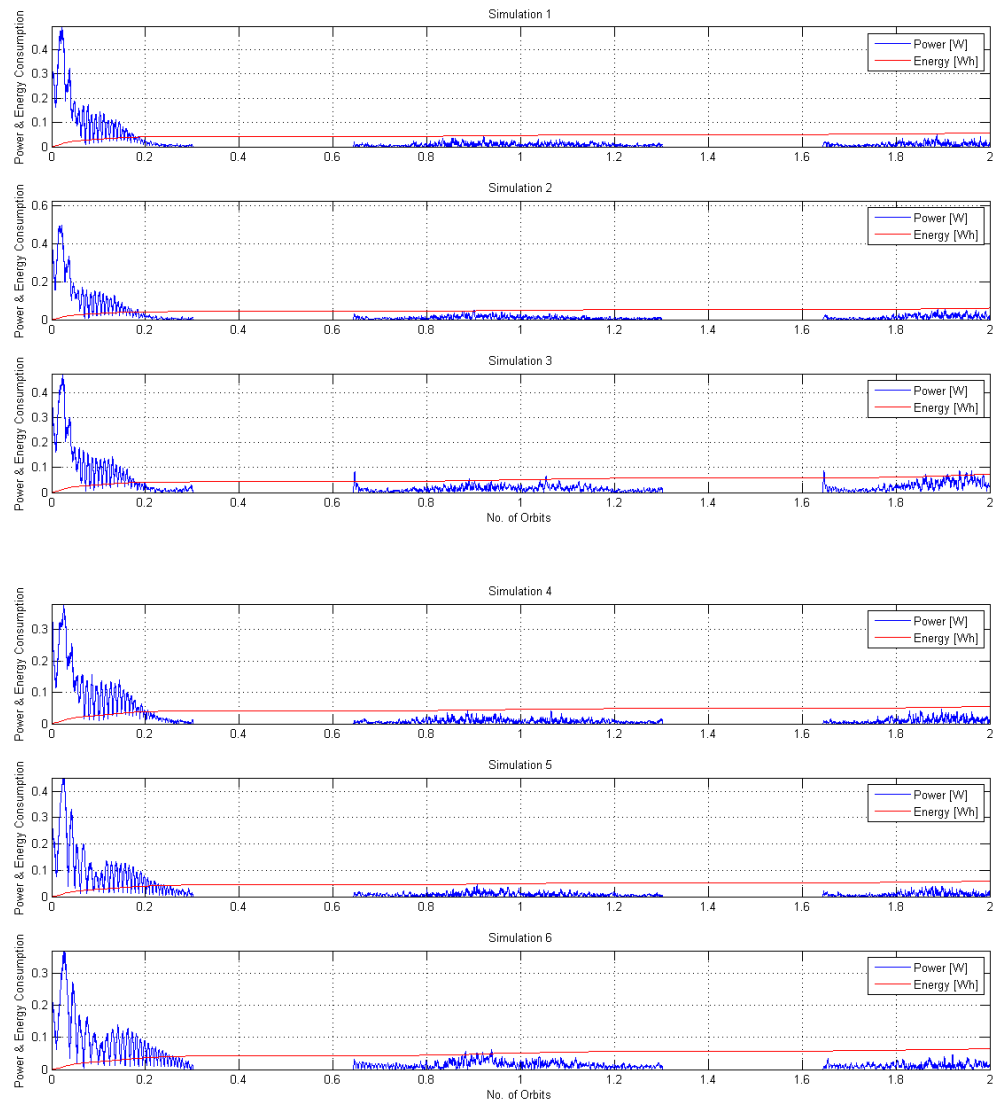 Simulation 1
Power & Energy Consumption
0.4
0.3
0.2
0.1
0
Power [W]
Energy [Wh]
0 0.2 0.4 0.6 0.8 1 1.2 1.4 1.6 1.8 2
Simulation 2
Power & Energy Consumption
0.6
0.4
0.2
0
Power [W]
Energy [Wh]
0 0.2 0.4 0.6 0.8 1 1.2 1.4 1.6 1.8 2
Simulation 3
Power & Energy Consumption
0.4
0.3
0.2
0.1
0
Power [W]
Energy [Wh]
0 0.2 0.4 0.6 0.8 1 1.2 1.4 1.6 1.8 2
No. of Orbits
Simulation 4
Power & Energy Consumption
0.3
0.2
0.1
0
Power [W]
Energy [Wh]
0 0.2 0.4 0.6 0.8 1 1.2 1.4 1.6 1.8 2
Simulation 5
Power & Energy Consumption
0.4
0.3
0.2
0.1
0
Power [W]
Energy [Wh]
0 0.2 0.4 0.6 0.8 1 1.2 1.4 1.6 1.8 2
Simulation 6
Power & Energy Consumption
0.3
0.2
0.1
0
Power [W]
Energy [Wh]
0 0.2 0.4 0.6 0.8 1 1.2 1.4 1.6 1.8 2
No. of Orbits